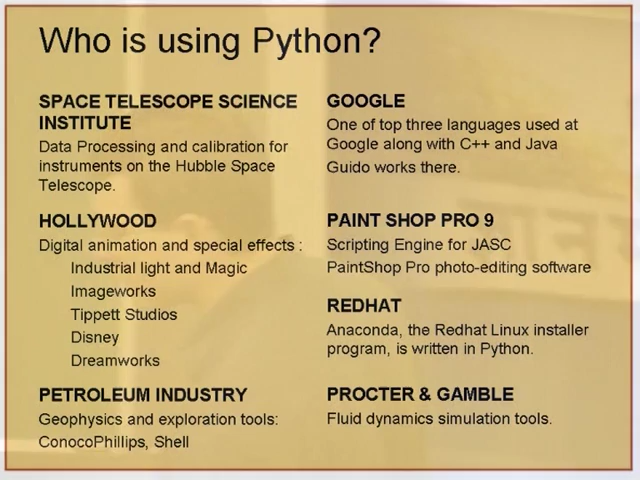 Who is using Python?
SPACE TELESCOPE SCIENCE
INSTITUTE
Data Processing and calibration for
instruments on the Hubble Space
Telescope.
HOLLYWOOD
Digital animation and special effects :
Industrial light and Magic
Imageworks
Tippett Studios
Disney
Dreamworks
PETROLEUM INDUSTRY
Geophysics and exploration tools:
ConocoPhillips, Shell
GOOGLE
One of top three languages used at
Google along with C++ and Java
Guido works there.
PAINT SHOP PRO 9
Scripting Engine for JASC
PaintShop Pro photo-editing software
REDHAT
Anaconda, the Redhat Linux installer
program, is written in Python.
PROCTER & GAMBLE
Fluid dynamics simulation tools.